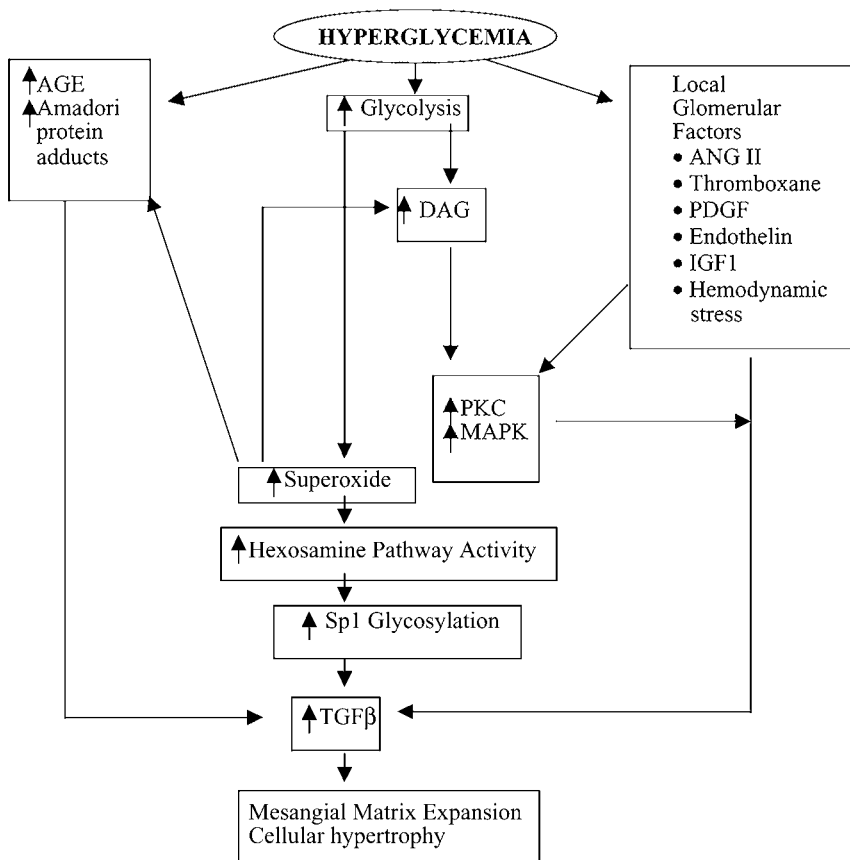 HYPERGLYCEMIA
AGE
Amadori
protein
adducts
Glycolysis
Local
Glomerular
Factors
• ANG II
• Thromboxane
• PDGF
• Endothelin
• IGF1
• Hemodynamic
stress
DAG
PKC
MAPK
Superoxide
Hexosamine Pathway Activity
Sp1 Glycosylation
TGFβ
Mesangial Matrix Expansion
Cellular hypertrophy